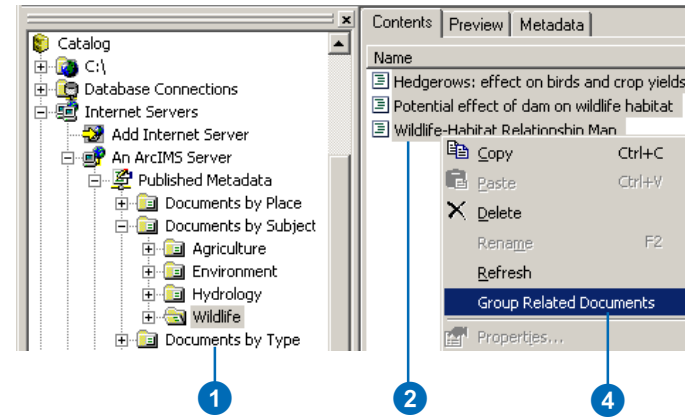 Catalog
C:\
Database Connections
Internet Servers
Add Internet Server
An ArcIMS Server
Published Metadata
Documents by Place
Documents by Subject
Agriculture
Environment
Hydrology
Wildlife
Documents by Type
1
Contents Preview Metadata
Name
Hedgerows: effect on birds and crop yields
Potential effect of dam on wildlife habitat
Wildlife-Habitat Relationship Map
Copy Ctrl+C
Paste Ctrl+V
Delete
Rename F2
Refresh
Group Related Documents
Properties...
2
4